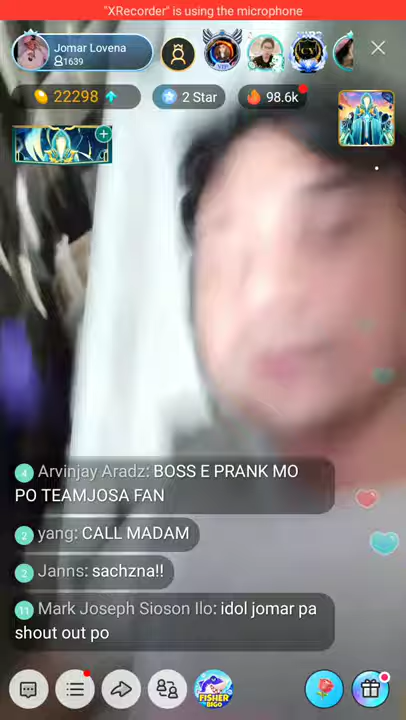 "XRecorder" is using the microphone
Jomar Lovena
1639
22298
2 Star
98.6k
4 Arvinjay Aradz: BOSS E PRANK MO
PO TEAMJOSA FAN
2 yang: CALL MADAM
2 Janns: sachzna!!
11 Mark Joseph Sioson Ilo: idol jomar pa
shout out po
FISHER
BIGO